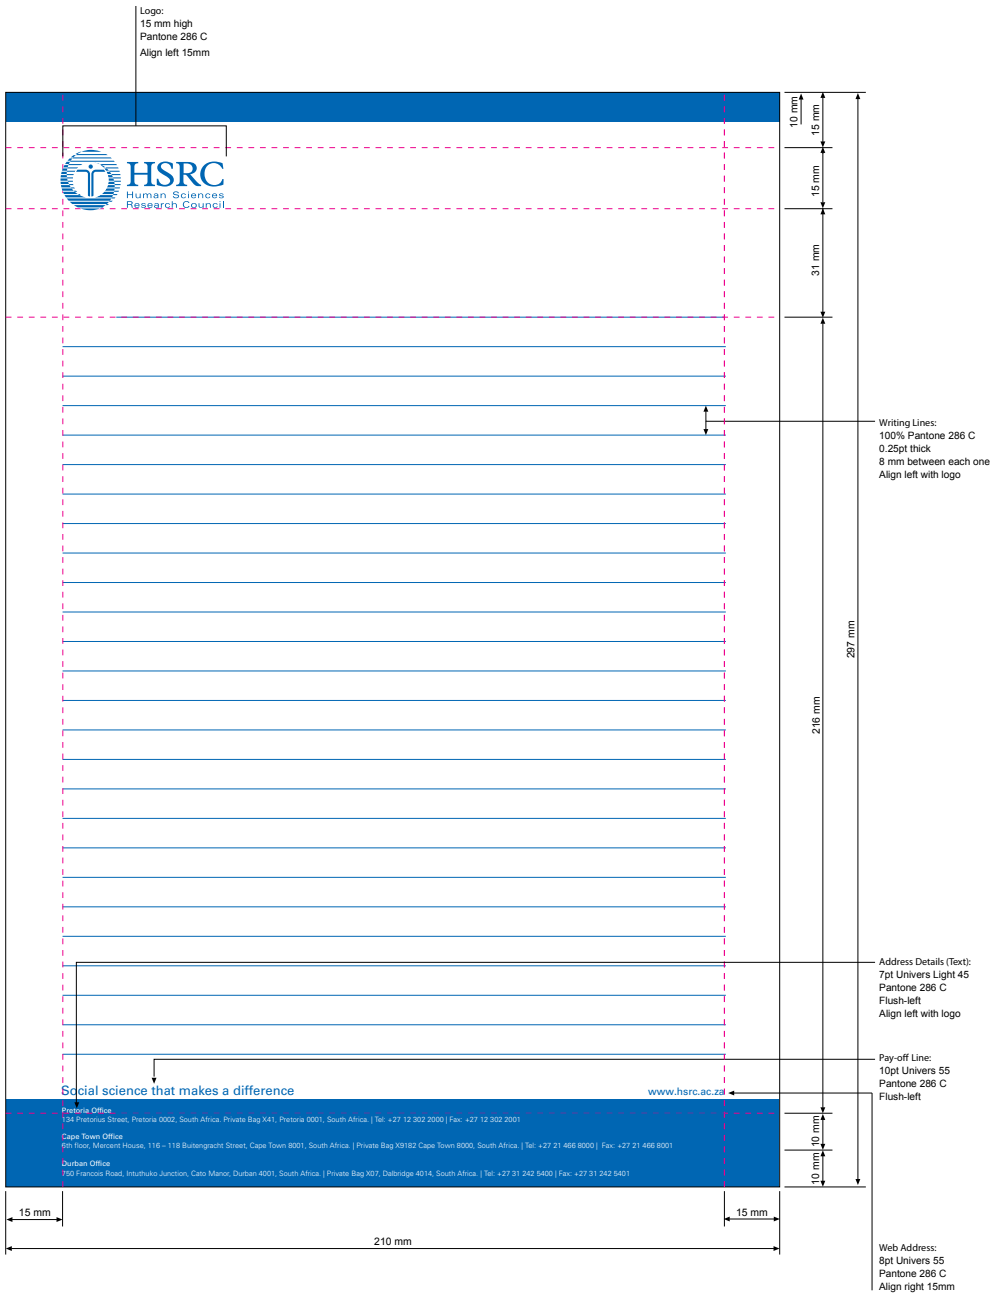 Logo:
15 mm high
Pantone 286 C
Align left 15mm
10 mm
15 mm
HSRC
Human Sciences
Research Council
15 mm
31 mm
Writing Lines:
100% Pantone 286 C
0.25pt thick
8 mm between each one
Align left with logo
297 mm
216 mm
Address Details (Text):
7pt Univers Light 45
Pantone 286 C
Flush-left
Align left with logo
Pay-off Line:
10pt Univers 55
Pantone 286 C
Flush-left
Social science that makes a difference
www.hsrc.ac.za
Pretoria Office
134 Pretorius Street, Pretoria 0002, South Africa. Private Bag X41, Pretoria 0001, South Africa. | Tel: +27 12 302 2000 | Fax: +27 12 302 2001
Cape Town Office
6th floor, Mercent House, 116 – 118 Buitengracht Street, Cape Town 8001, South Africa. | Private Bag X9182 Cape Town 8000, South Africa. | Tel: +27 21 466 8000 | Fax: +27 21 466 8001
Durban Office
750 Francois Road, Intuthuko Junction, Cato Manor, Durban 4001, South Africa. | Private Bag X07, Dalbridge 4014, South Africa. | Tel: +27 31 242 5400 | Fax: +27 31 242 5401
10 mm
10 mm
15 mm
15 mm
210 mm
Web Address:
8pt Univers 55
Pantone 286 C
Align right 15mm